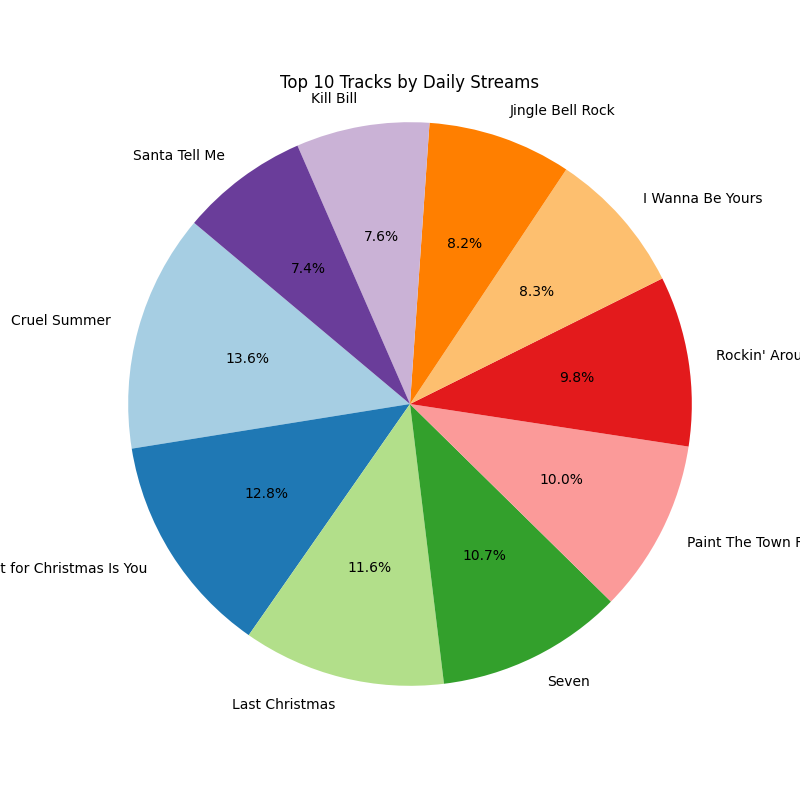 Top 10 Tracks by Daily Streams
Kill Bill
Jingle Bell Rock
Santa Tell Me
I Wanna Be Yours
7.6%
8.2%
7.4%
8.3%
Cruel Summer
Rockin'
13.6%
9.8%
10.0%
12.8%
Paint The Town
10.7%
11.6%
for Christmas Is You
Seven
Last Christmas